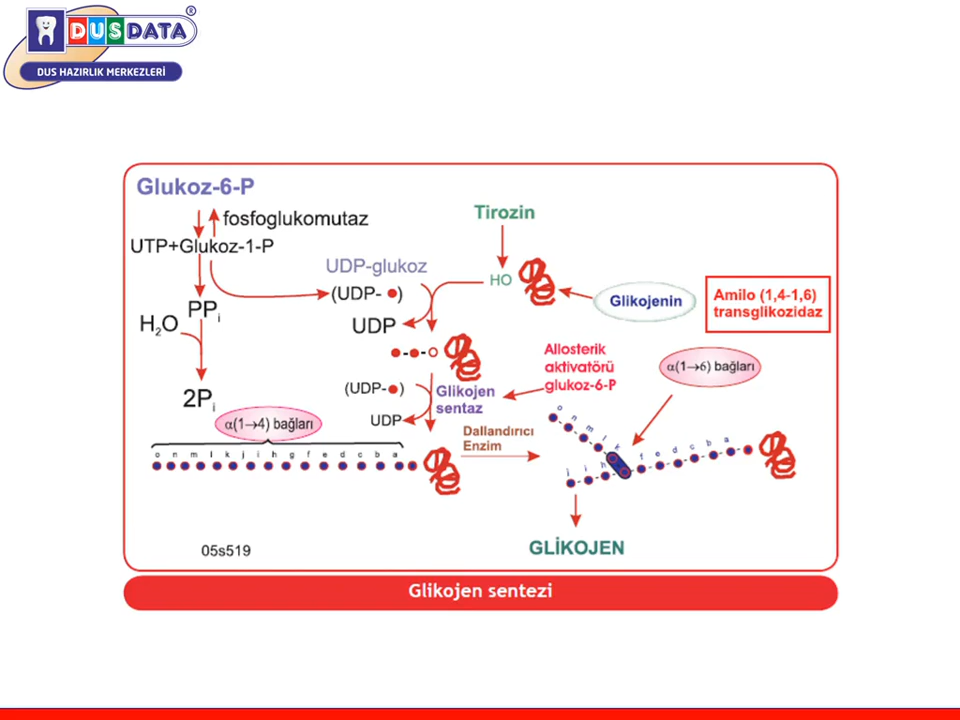 DUSDATA®
DUS HAZIRLIK MERKEZLERİ
Glukoz-6-P
fosfoglukomutaz
UTP+Glukoz-1-P
PPi
H2O
2Pi
UDP-glukoz
(UDP- ●)
UDP
Tirozin
HO
Glikojenin
Amilo (1,4-1,6)
transglikozidaz
(UDP-●)
UDP
Glikojen
sentaz
Allosterik
aktivatörü
glukoz-6-P
α(1→6) bağları
α(1→4) bağları
o n m l k j i h g f e d c b a
Dallandırıcı
Enzim
o n m l k
j i h f e d c b a
GLİKOJEN
05s519
Glikojen sentezi